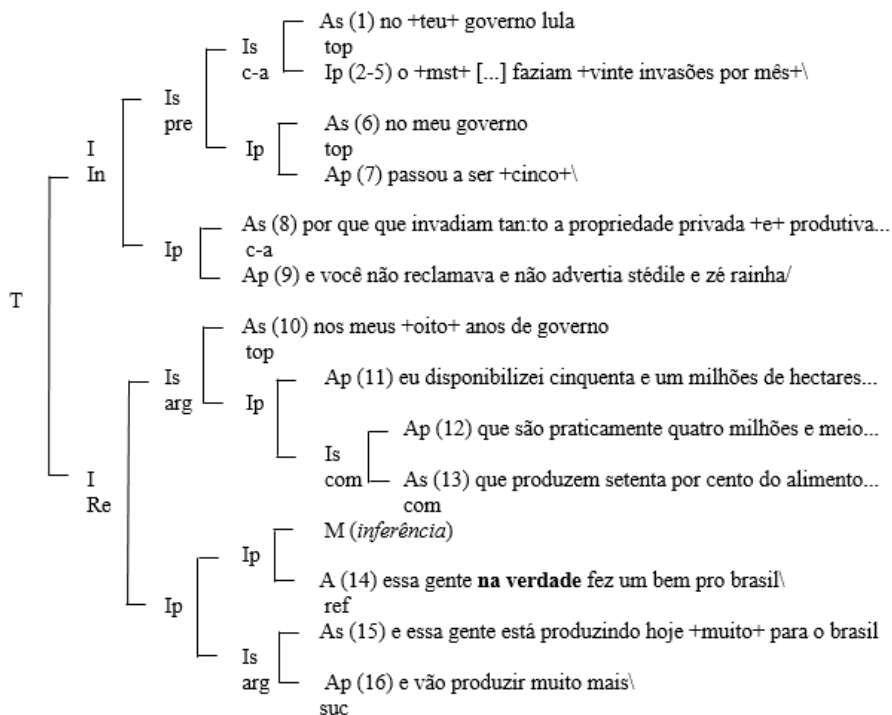 As (1) no +teu+ governo lula
Is
top
c-a
Ip (2-5) o +mst+ [...] faziam +vinte invasões por mês+\
Is
pre
As (6) no meu governo
I
Ip
top
In
Ap (7) passou a ser +cinco+\
As (8) por que que invadiam tan:to a propriedade privada +e+ produtiva...
Ip
c-a
Ap (9) e você não reclamava e não advertia stédile e zé rainha/
T
As (10) nos meus +oito+ anos de governo
top
Is
arg
Ap (11) eu disponibilizei cinquenta e um milhões de hectares...
Ip
Ap (12) que são praticamente quatro milhões e meio...
Is
I
com
As (13) que produzem setenta por cento do alimento...
Re
com
M (inferência)
Ip
A (14) essa gente na verdade fez um bem pro brasil\
Ip
ref
As (15) e essa gente está produzindo hoje +muito+ para o brasil
Is
arg
Ap (16) e vão produzir muito mais\
suc